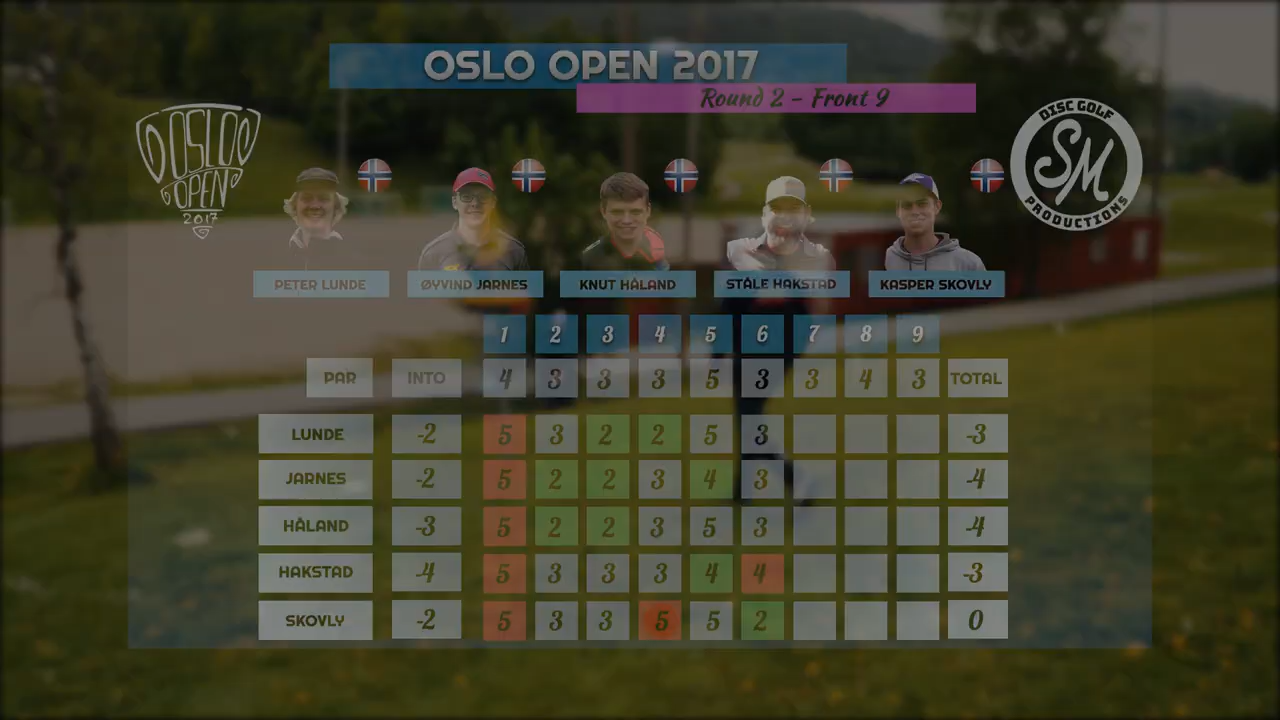 OSLO OPEN 2017
Round 2 - Front 9
OSLO
OPEN
2017
DISC GOLF
SM
PRODUCTIONS
PETER LUNDE ØYVIND JARNES KNUT HÅLAND STÅLE HAKSTAD KASPER SKOVLY
1 2 3 4 5 6 7 8 9
PAR INTO 4 3 3 3 5 3 3 4 3 TOTAL
LUNDE -2 5 3 2 2 5 3 -3
JARNES -2 5 2 2 3 4 3 -4
HÅLAND -3 5 2 2 3 5 3 -4
HAKSTAD -4 5 3 3 3 4 4 -3
SKOVLY -2 5 3 3 5 5 2 0